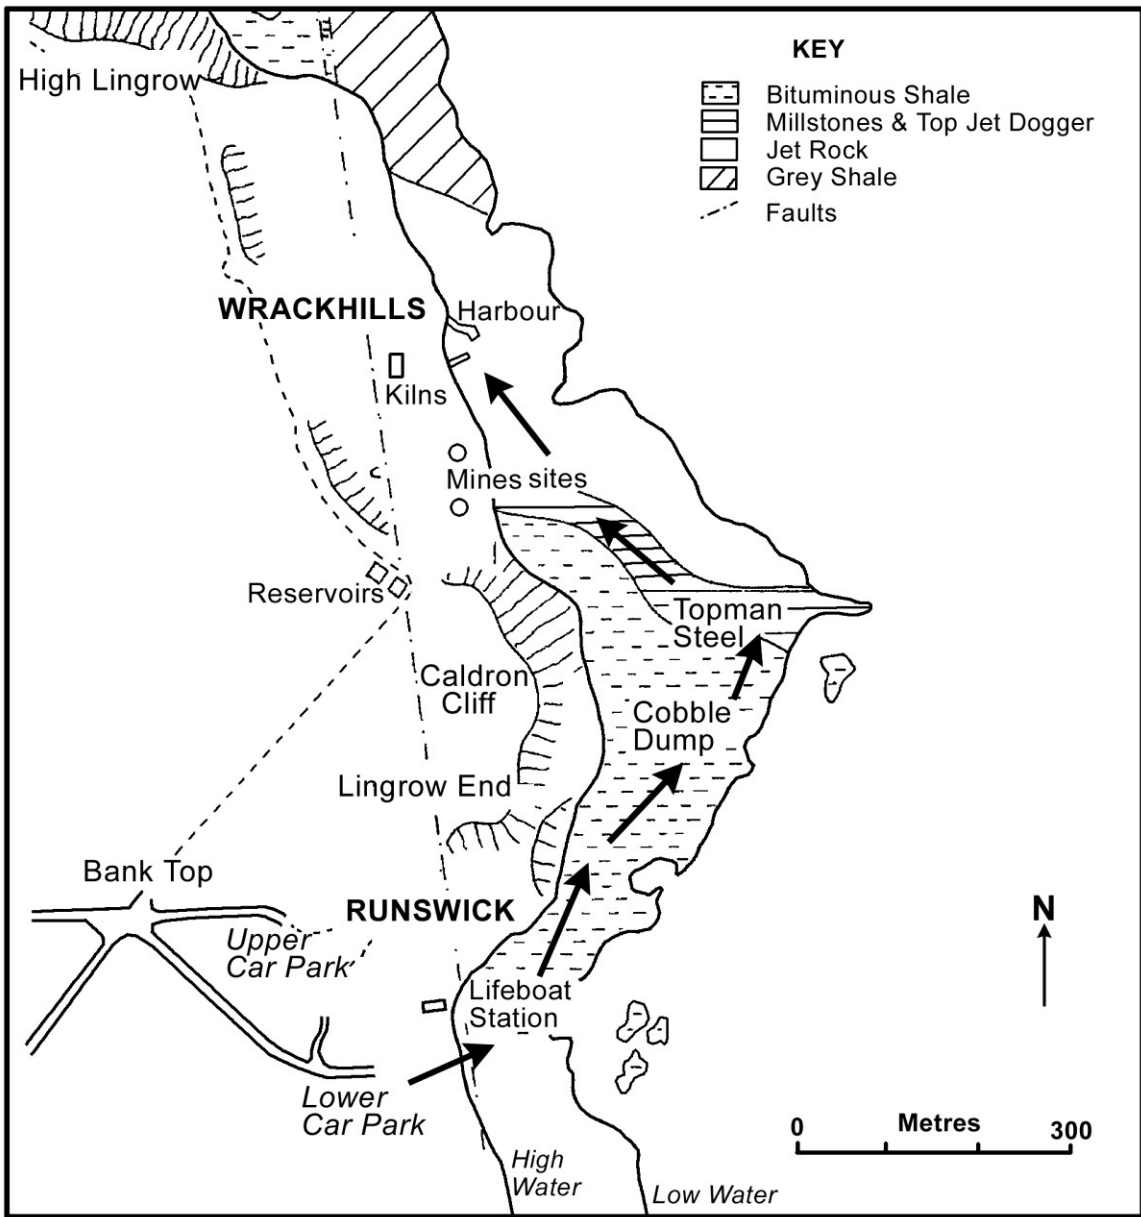 KEY
Bituminous Shale
Millstones & Top Jet Dogger
Jet Rock
Grey Shale
Faults
High Lingrow
WRACKHILLS
Harbour
Kilns
Mines sites
Reservoirs
Topman
Steel
Caldron
Cliff
Cobble
Dump
Lingrow End
Bank Top
RUNSWICK
N
Upper
Car Park
Lifeboat
Station
Lower
Car Park
0 Metres 300
High
Water
Low Water